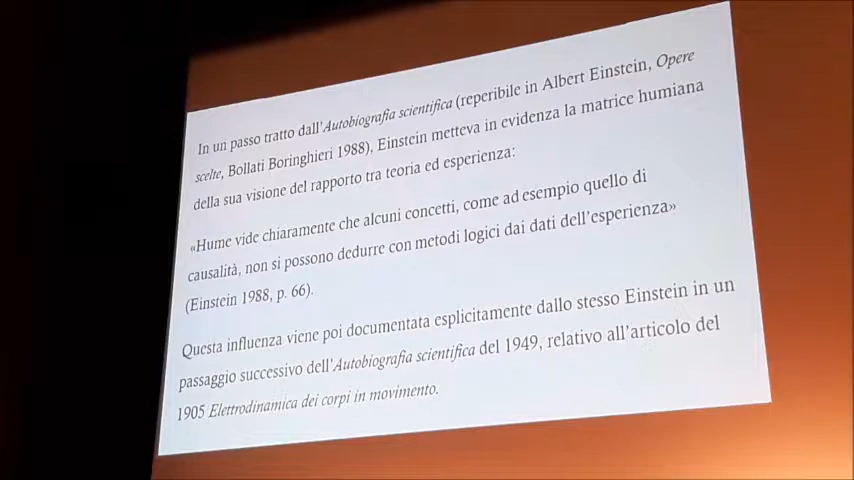 In un passo tratto dall'Autobiografia scientifica (reperibile in Albert Einstein, Opere
scelte, Bollati Boringhieri 1988), Einstein metteva in evidenza la matrice humiana
della sua visione del rapporto tra teoria ed esperienza:
«Hume vide chiaramente che alcuni concetti, come ad esempio quello di
causalità, non si possono dedurre con metodi logici dai dati dell'esperienza»
(Einstein 1988, p. 66).
Questa influenza viene poi documentata esplicitamente dallo stesso Einstein in un
passaggio successivo dell'Autobiografia scientifica del 1949, relativo all'articolo del
1905 Elettrodinamica dei corpi in movimento.